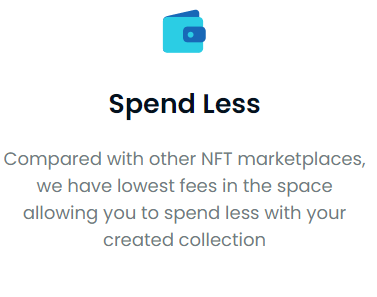 Spend Less
Compared with other NFT marketplaces,
we have lowest fees in the space
allowing you to spend less with your
created collection